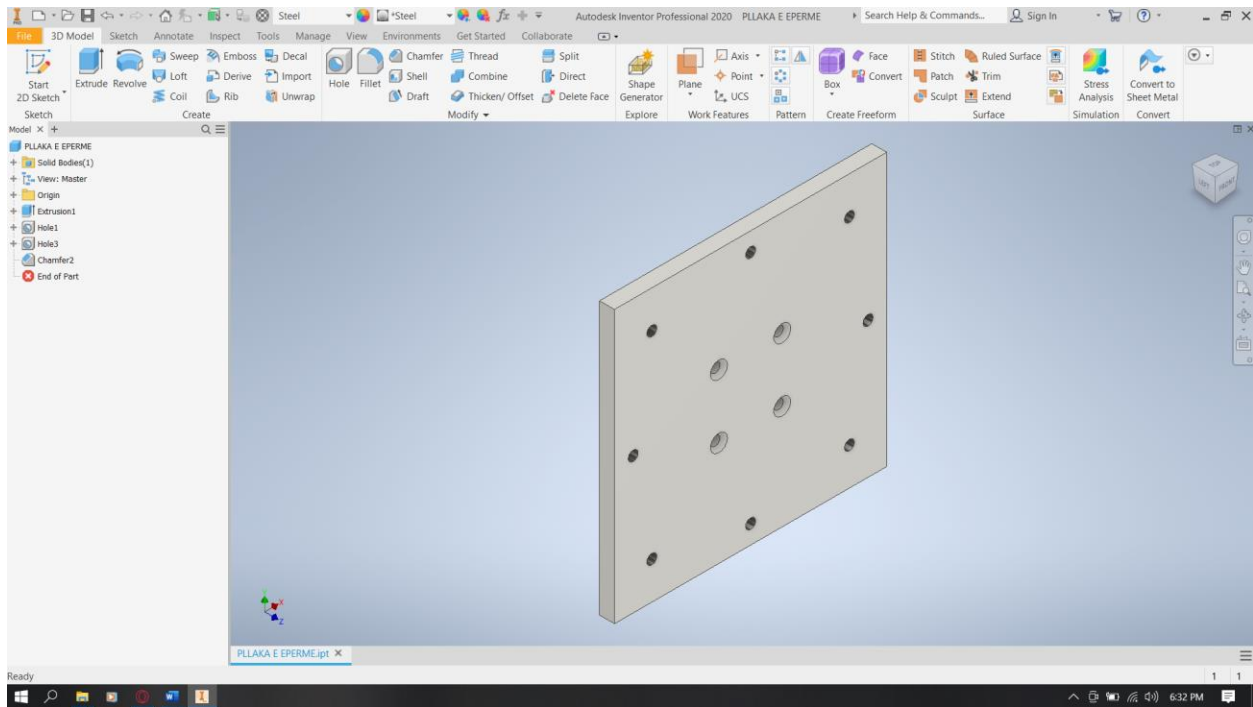 Steel *Steel Autodesk Inventor Professional 2020 PLLAKA E EPERME Search Help & Commands... Sign In
File 3D Model Sketch Annotate Inspect Tools Manage View Environments Get Started Collaborate
Start 2D Sketch
Extrude Revolve
Sweep Emboss Decal
Loft Derive Import
Coil Rib Unwrap
Hole Fillet
Chamfer Thread Split
Shell Combine Direct
Draft Thicken/ Offset Delete Face
Shape Generator
Plane
Axis
Point
UCS
Box
Face
Convert
Stitch Ruled Surface
Patch Trim
Sculpt Extend
Stress Analysis
Convert to Sheet Metal
Sketch Create Modify Explore Work Features Pattern Create Freeform Surface Simulation Convert
Model
PLLAKA E EPERME
Solid Bodies(1)
View: Master
Origin
Extrusion1
Hole1
Hole3
Chamfer2
End of Part
TOP
LEFT FRONT
Y
X
Z
PLLAKA E EPERME.ipt
Ready 1 1
6:32 PM